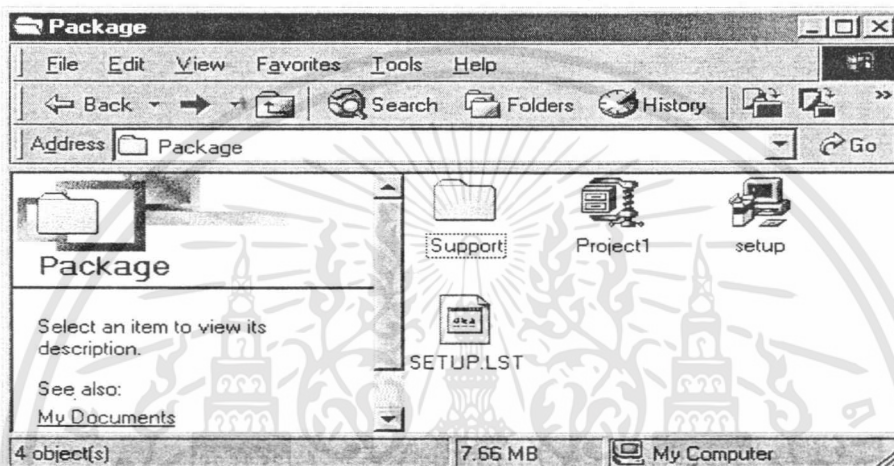 Package
File Edit View Favorites Tools Help
Back Search Folders History »
Address Package Go
Package
Select an item to view its
description.
See also:
My Documents
Support Project1 setup
SETUP.LST
4 object(s) 7.66 MB My Computer